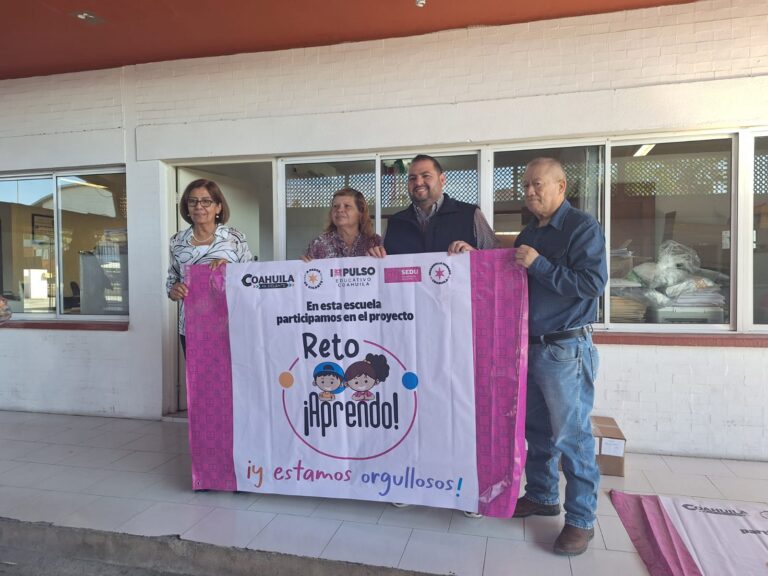 COAHUILA
IMPULSO
EDUCATIVO
COAHUILA
SEDU
En esta escuela
participamos en el proyecto
Reto
¡Aprendo!
¡y estamos orgullosos!
COAHUILA